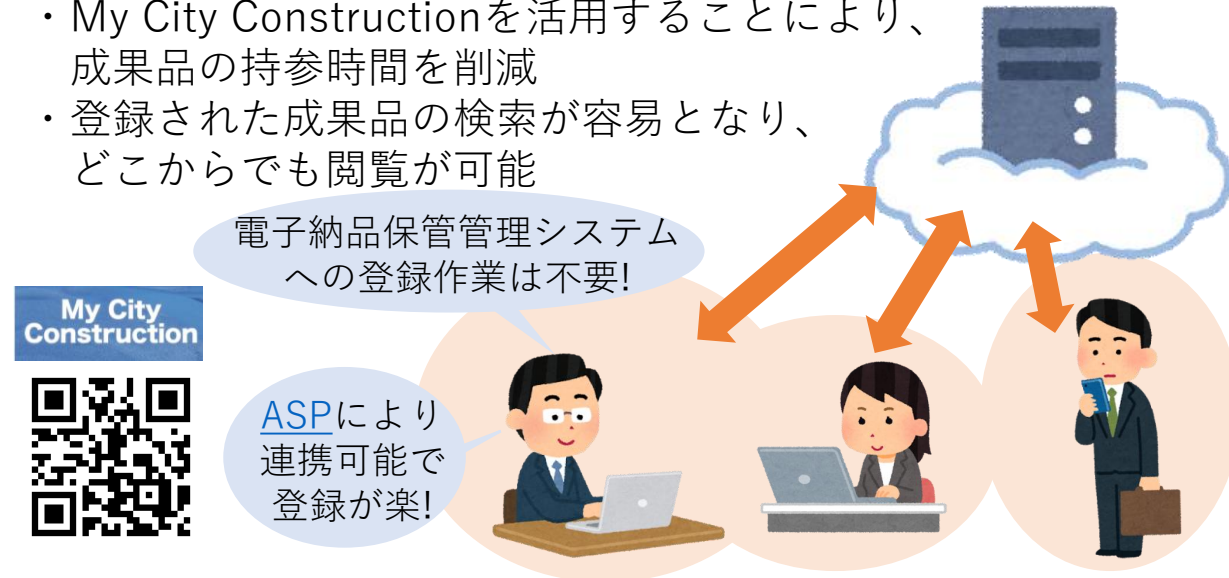 ・My City Constructionを活用することにより、
成果品の持参時間を削減
・登録された成果品の検索が容易となり、
どこからでも閲覧が可能
電子納品保管管理システム
への登録作業は不要!
My City
Construction
ASPにより
連携可能で
登録が楽!